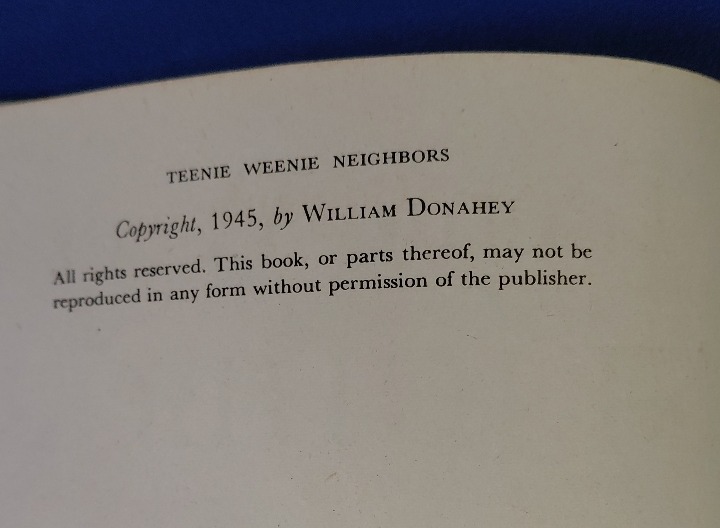 TEENIE WEENIE NEIGHBORS
Copyright, 1945, by WILLIAM DONAHEY
All rights reserved. This book, or parts thereof, may not be
reproduced in any form without permission of the publisher.